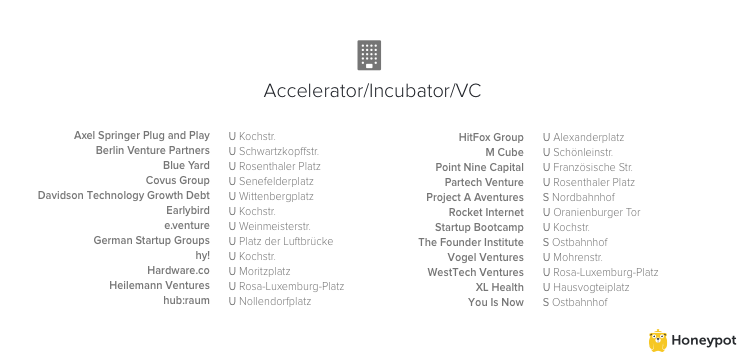 Accelerator/Incubator/VC
Axel Springer Plug and Play U Kochstr.
Berlin Venture Partners U Schwartzkopffstr.
Blue Yard U Rosenthaler Platz
Covus Group U Senefelderplatz
Davidson Technology Growth Debt U Wittenbergplatz
Earlybird U Kochstr.
e.venture U Weinmeisterstr.
German Startup Groups U Platz der Luftbrücke
hy! U Kochstr.
Hardware.co U Moritzplatz
Heilemann Ventures U Rosa-Luxemburg-Platz
hub:raum U Nollendorfplatz
HitFox Group U Alexanderplatz
M Cube U Schönleinstr.
Point Nine Capital U Französische Str.
Partech Venture U Rosenthaler Platz
Project A Aventures S Nordbahnhof
Rocket Internet U Oranienburger Tor
Startup Bootcamp U Kochstr.
The Founder Institute S Ostbahnhof
Vogel Ventures U Mohrenstr.
WestTech Ventures U Rosa-Luxemburg-Platz
XL Health U Hausvogteiplatz
You Is Now S Ostbahnhof
Honeypot